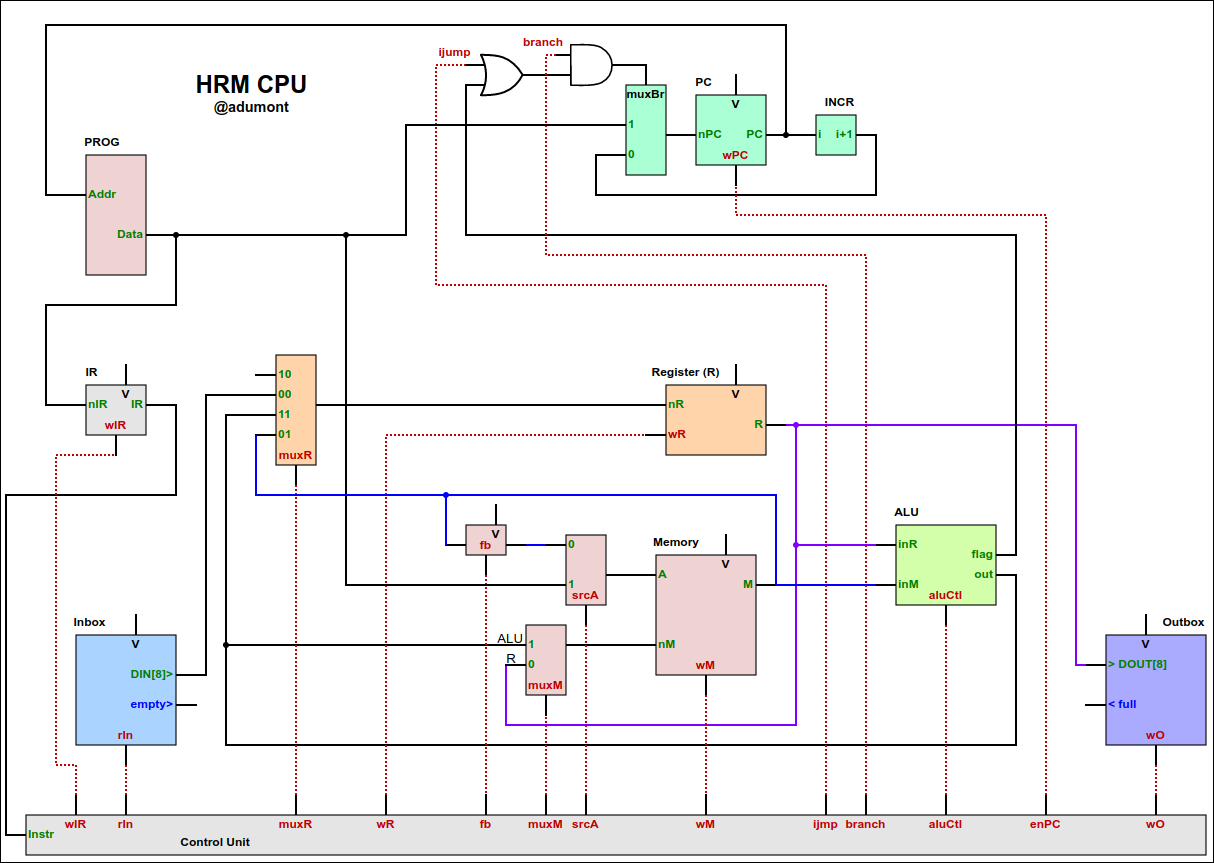 ijump
branch
HRM CPU
@adumont
PROG
Addr
Data
muxBr
1
0
PC
V
nPC
PC
wPC
INCR
i
i+1
IR
V
nIR
IR
wIR
10
00
11
01
muxR
Register (R)
V
nR
R
wR
V
fb
0
1
srcA
Memory
V
A
M
nM
wM
ALU
inR
flag
out
inM
aluCtl
ALU
1
R
0
muxM
Inbox
V
DIN[8]>
empty>
rIn
Outbox
V
> DOUT[8]
< full
wO
wIR
rIn
muxR
wR
fb
muxM
srcA
wM
ijmp
branch
aluCtl
enPC
wO
Instr
Control Unit